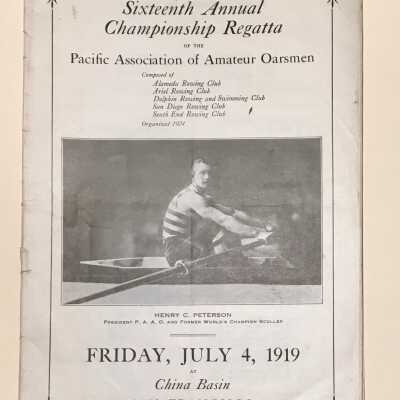 Sixteenth Annual
Championship Regatta
OF THE
Pacific Association of Amateur Oarsmen
Composed of
Alameda Rowing Club
Ariel Rowing Club
Dolphin Rowing and Swimming Club
San Diego Rowing Club
South End Rowing Club
HENRY C. PETERSON
PRESIDENT P. A. A. O. AND FORMER WORLD'S CHAMPION SCULLER
FRIDAY, JULY 4, 1919
AT
China Basin